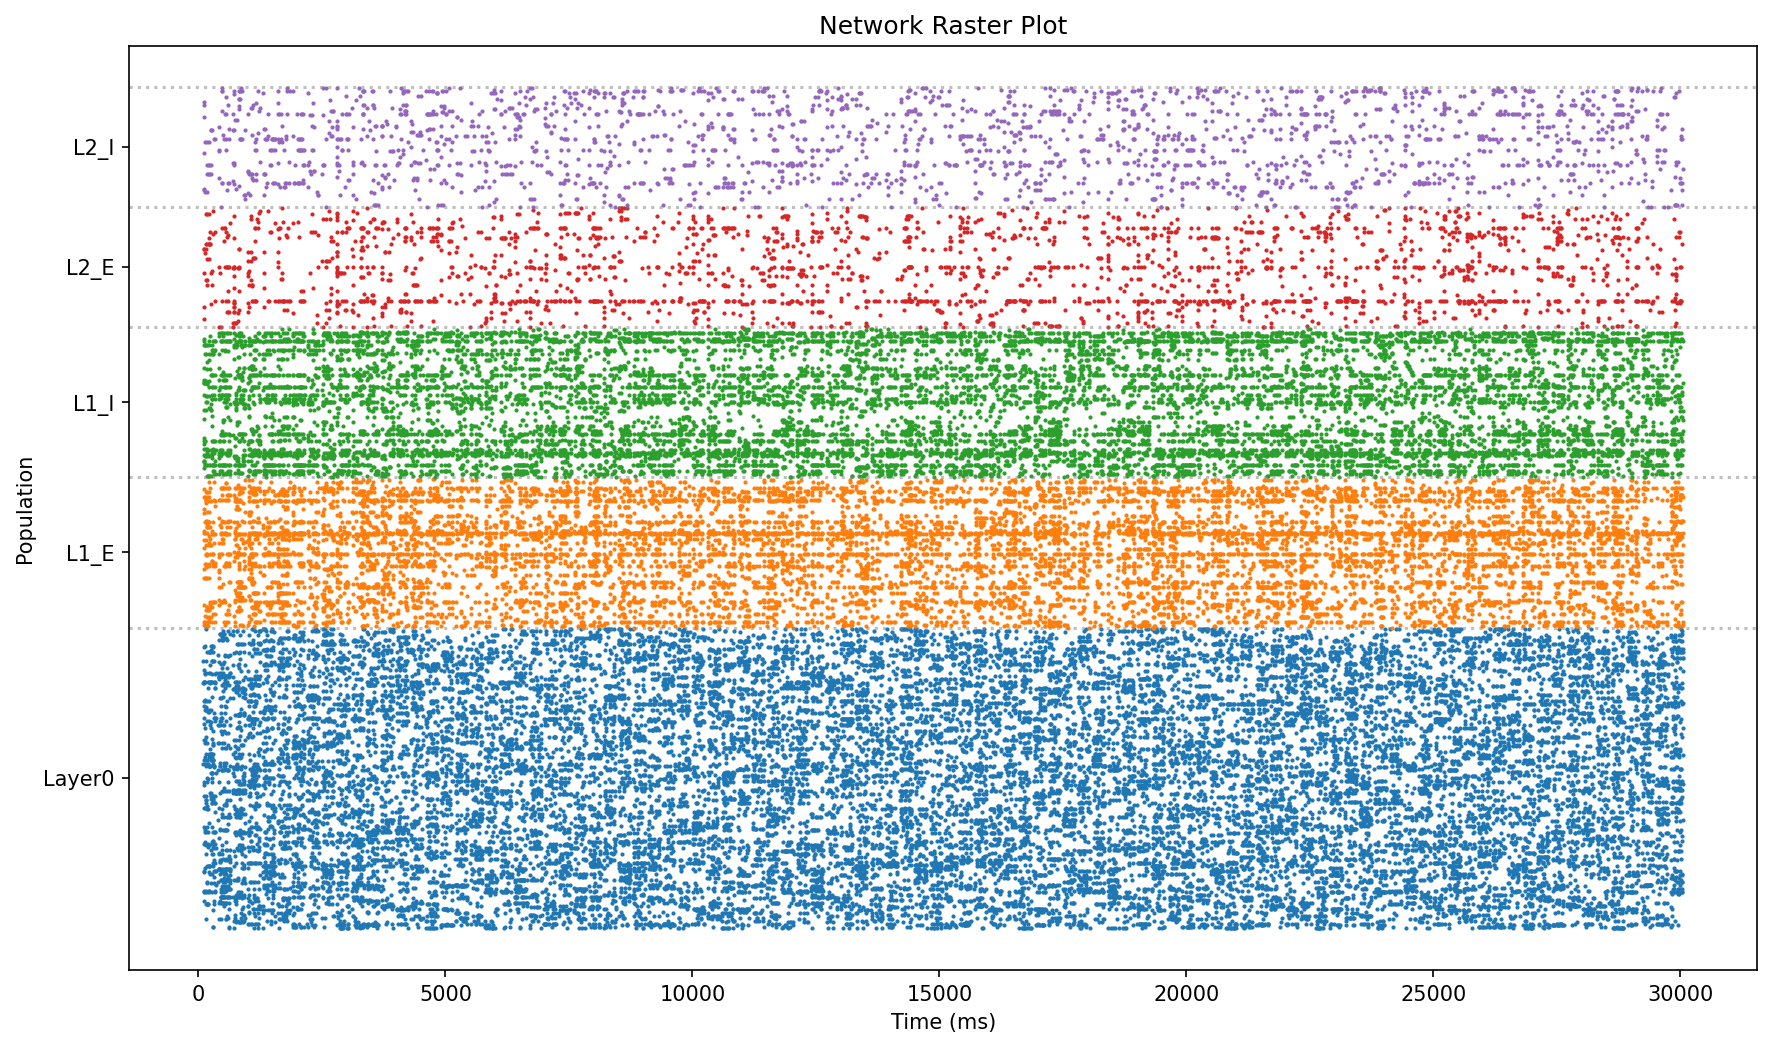 Network Raster Plot
Population
L2_I
L2_E
L1_I
L1_E
Layer0
0 5000 10000 15000 20000 25000 30000
Time (ms)